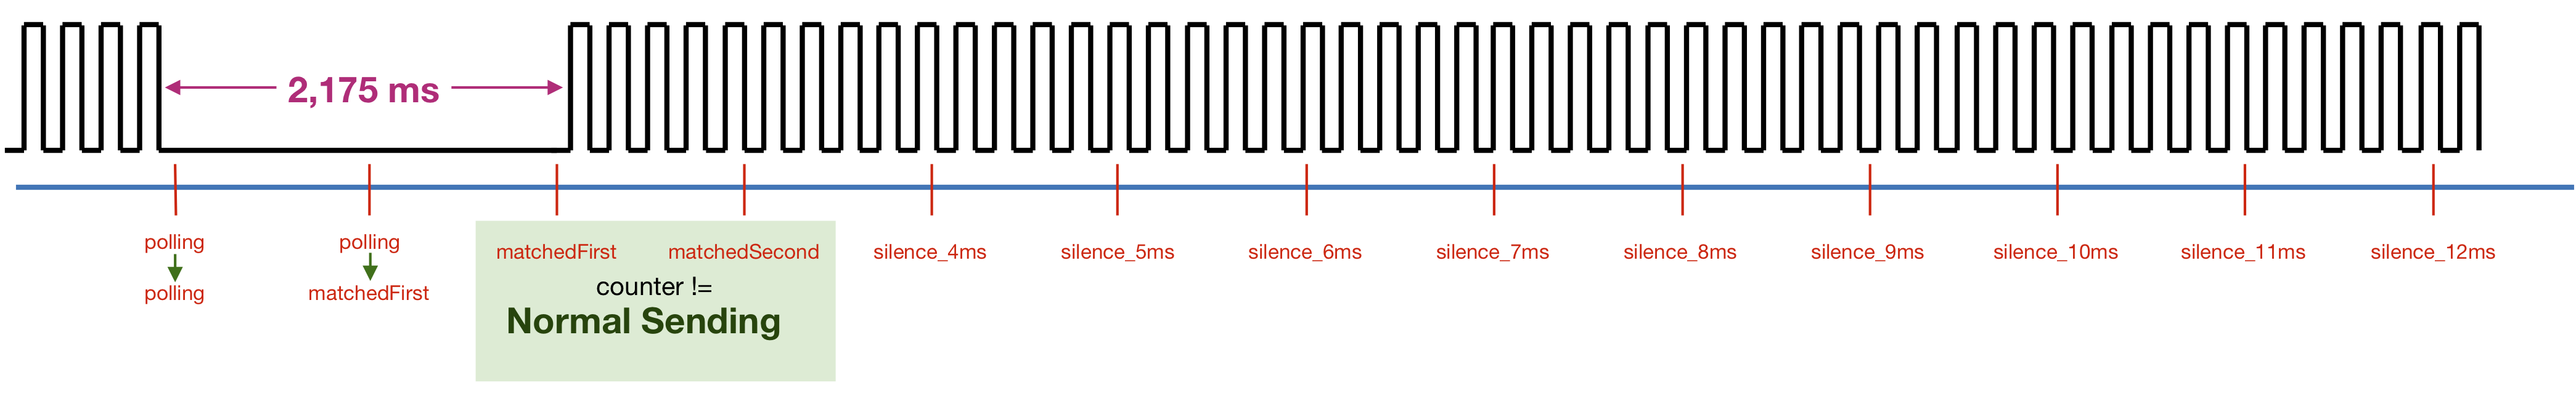 2,175 ms
polling
polling
polling
matchedFirst
matchedFirst
matchedSecond
counter !=
Normal Sending
silence_4ms
silence_5ms
silence_6ms
silence_7ms
silence_8ms
silence_9ms
silence_10ms
silence_11ms
silence_12ms